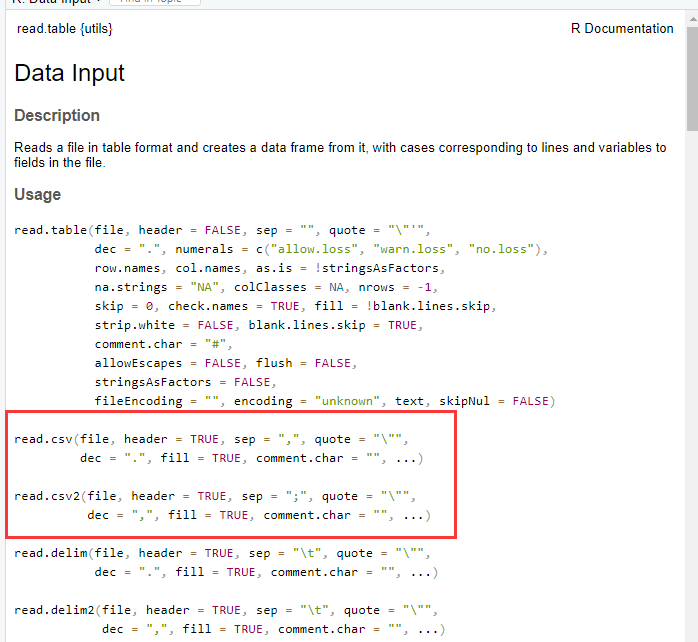 R: Data Input
Find in Topic
read.table {utils}
R Documentation
Data Input
Description
Reads a file in table format and creates a data frame from it, with cases corresponding to lines and variables to
fields in the file.
Usage
read.table(file, header = FALSE, sep = "", quote = "\"'",
dec = ".", numerals = c("allow.loss", "warn.loss", "no.loss"),
row.names, col.names, as.is = !stringsAsFactors,
na.strings = "NA", colClasses = NA, nrows = -1,
skip = 0, check.names = TRUE, fill = !blank.lines.skip,
strip.white = FALSE, blank.lines.skip = TRUE,
comment.char = "#",
allowEscapes = FALSE, flush = FALSE,
stringsAsFactors = FALSE,
fileEncoding = "", encoding = "unknown", text, skipNul = FALSE)
read.csv(file, header = TRUE, sep = ",", quote = "\"",
dec = ".", fill = TRUE, comment.char = "", ...)
read.csv2(file, header = TRUE, sep = ";", quote = "\"",
dec = ",", fill = TRUE, comment.char = "", ...)
read.delim(file, header = TRUE, sep = "\t", quote = "\"",
dec = ".", fill = TRUE, comment.char = "", ...)
read.delim2(file, header = TRUE, sep = "\t", quote = "\"",
dec = ",", fill = TRUE, comment.char = "", ...)